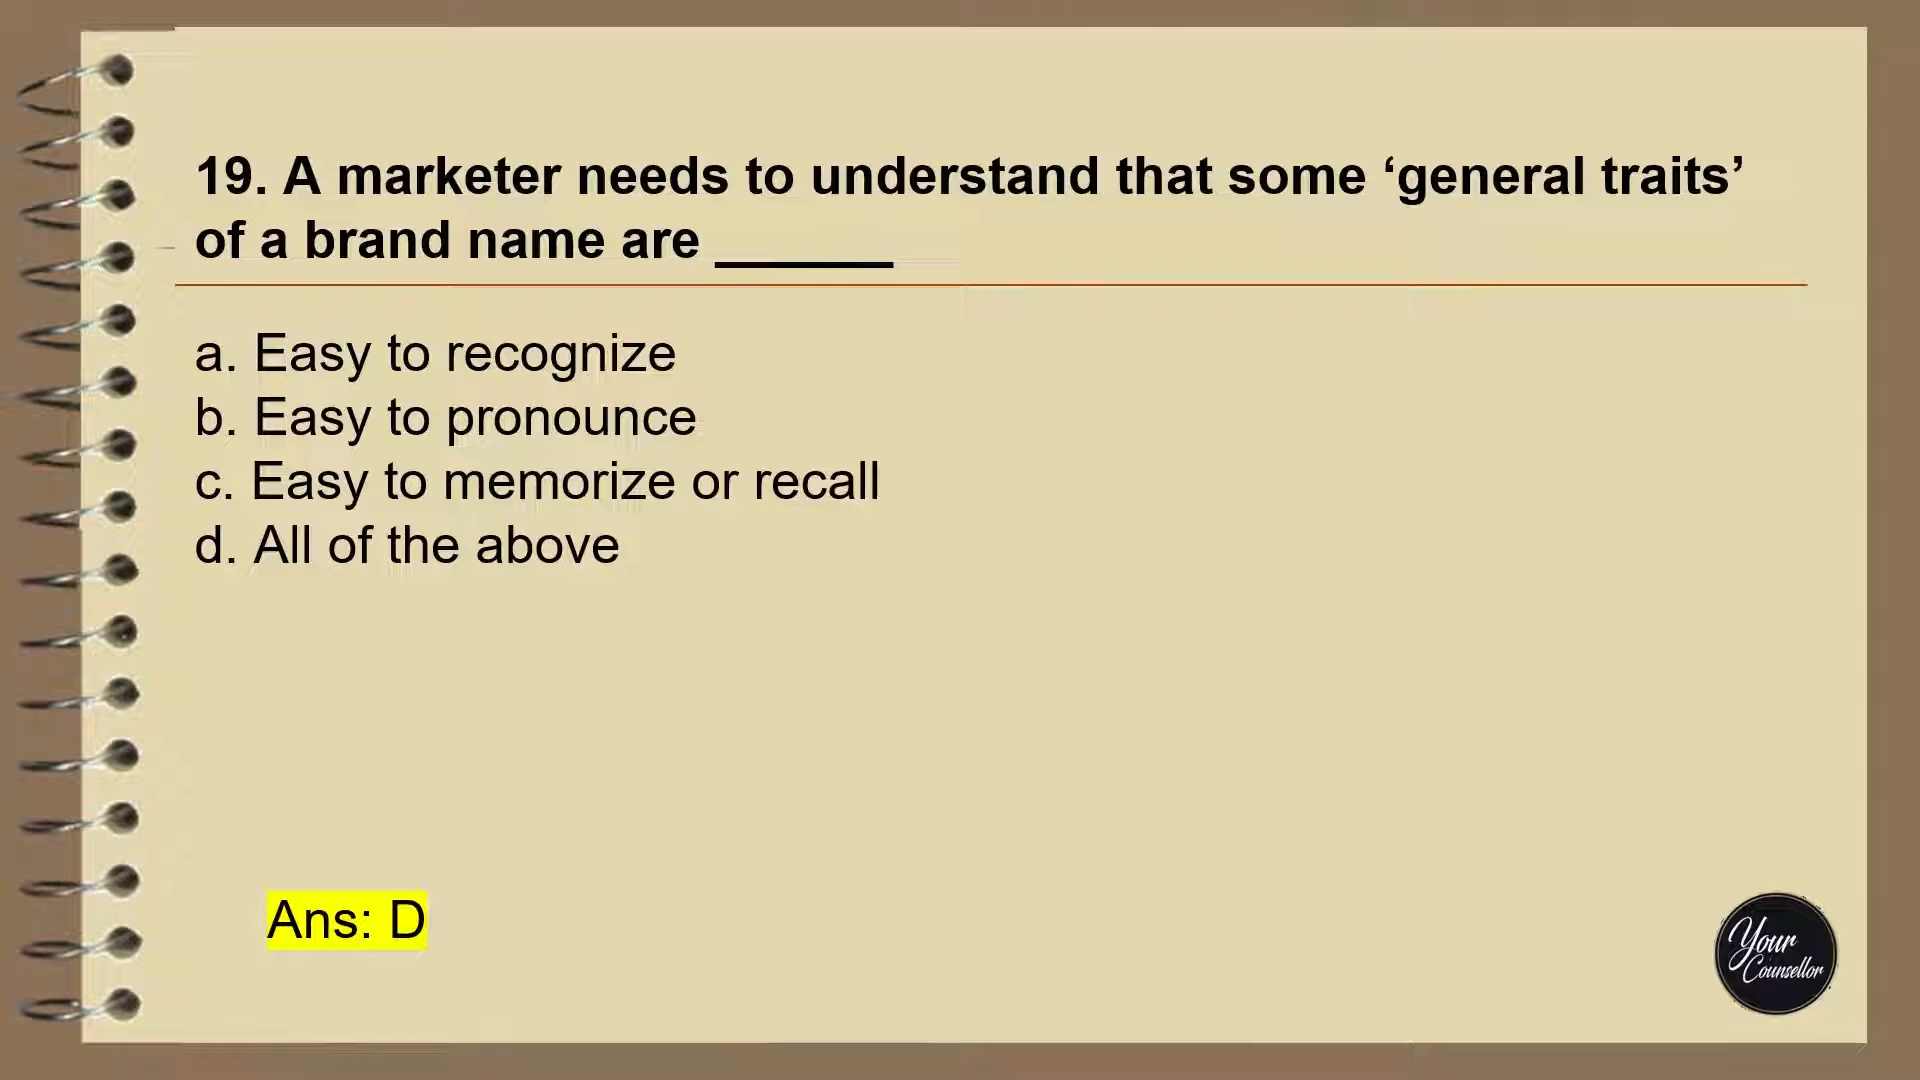 19. A marketer needs to understand that some ‘general traits’
of a brand name are ______
a. Easy to recognize
b. Easy to pronounce
c. Easy to memorize or recall
d. All of the above
Ans: D
Your
Counsellor